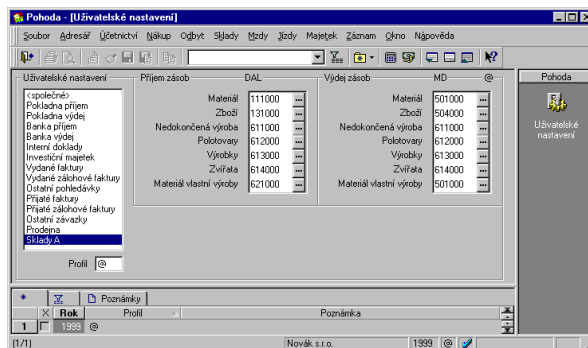 Pohoda - [Uživatelské nastavení]
Soubor Adresář Účetnictví Nákup Odbyt Sklady Mzdy Jízdy Majetek Záznam Okno Nápověda
Uživatelské nastavení
<společné>
Pokladna příjem
Pokladna výdej
Banka příjem
Banka výdej
Interní doklady
Investiční majetek
Vydané faktury
Vydané zálohové faktury
Ostatní pohledávky
Přijaté faktury
Přijaté zálohové faktury
Ostatní závazky
Prodejna
Sklady A
Profil @
Příjem zásob DAL
Materiál 111000 ...
Zboží 131000 ...
Nedokončená výroba 611000 ...
Polotovary 612000 ...
Výrobky 613000 ...
Zvířata 614000 ...
Materiál vlastní výroby 621000 ...
Výdej zásob MD @
Materiál 501000 ...
Zboží 504000 ...
Nedokončená výroba 611000 ...
Polotovary 612000 ...
Výrobky 613000 ...
Zvířata 614000 ...
Materiál vlastní výroby 501000 ...
Pohoda
Uživatelské
nastavení
* Poznámky
X Rok Profil Poznámka
1 1999 @
(1/1) Novák s.r.o. 1999 @